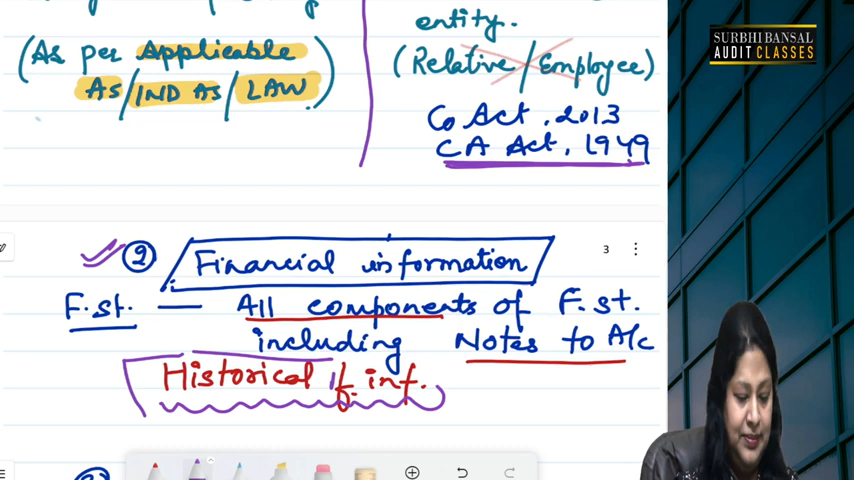 entity.
(As per Applicable
AS/IND AS/LAW)
(Relative/Employee)
Co Act, 2013
CA Act, 1949
SURBHI BANSAL
AUDIT CLASSES
② Financial information
3
F.st. — All components of F.st.
including Notes to A/c
Historical f. inf.